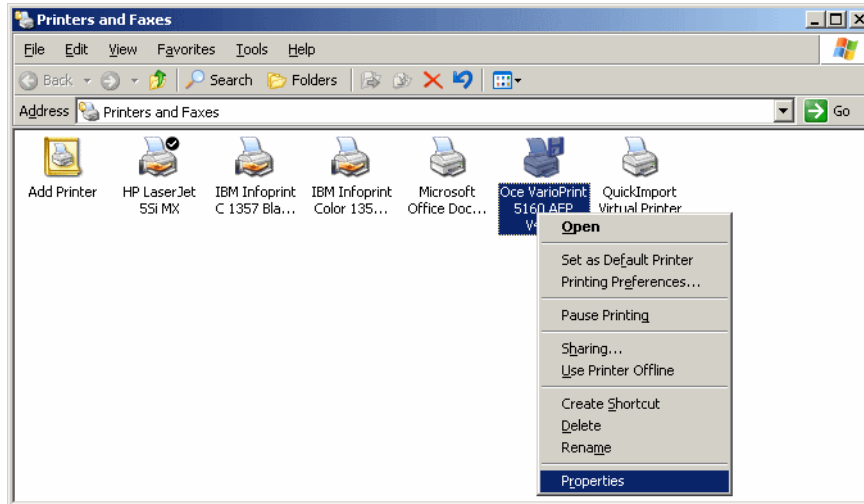 Printers and Faxes
File Edit View Favorites Tools Help
Back Search Folders
Address Printers and Faxes Go
Add Printer HP LaserJet IBM Infoprint IBM Infoprint Microsoft Oce VarioPrint QuickImport
5Si MX C 1357 Bla... Color 135... Office Doc... 5160 AFP Virtual Printer
Open
Set as Default Printer
Printing Preferences...
Pause Printing
Sharing...
Use Printer Offline
Create Shortcut
Delete
Rename
Properties